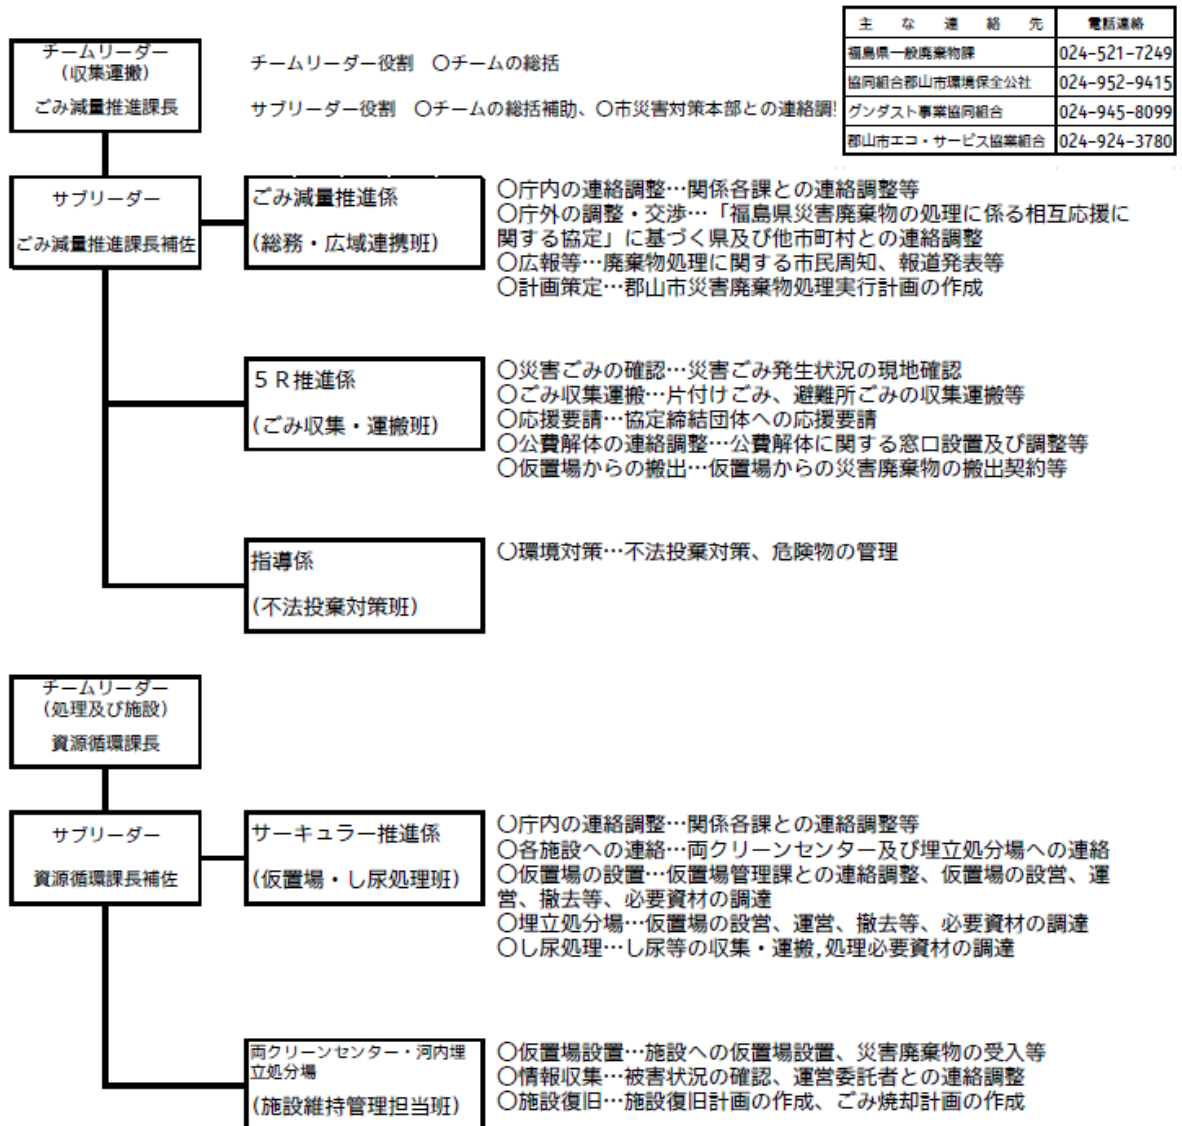 主な連絡先 電話連絡
福島県一般廃棄物課 024-521-7249
協同組合郡山市環境保全公社 024-952-9415
グンダスト事業協同組合 024-945-8099
郡山市エコ・サービス協業組合 024-924-3780
チームリーダー
(収集運搬)
ごみ減量推進課長
チームリーダー役割 〇チームの総括
サブリーダー役割 〇チームの総括補助、〇市災害対策本部との連絡調
サブリーダー
ごみ減量推進課長補佐
ごみ減量推進係
(総務・広域連携班)
〇庁内の連絡調整…関係各課との連絡調整等
〇庁外の調整・交渉…「福島県災害廃棄物の処理に係る相互応援に
関する協定」に基づく県及び他市町村との連絡調整
〇広報等…廃棄物処理に関する市民周知、報道発表等
〇計画策定…郡山市災害廃棄物処理実行計画の作成
５Ｒ推進係
(ごみ収集・運搬班)
〇災害ごみの確認…災害ごみ発生状況の現地確認
〇ごみ収集運搬…片付けごみ、避難所ごみの収集運搬等
〇応援要請…協定締結団体への応援要請
〇公費解体の連絡調整…公費解体に関する窓口設置及び調整等
〇仮置場からの搬出…仮置場からの災害廃棄物の搬出契約等
指導係
(不法投棄対策班)
〇環境対策…不法投棄対策、危険物の管理
チームリーダー
(処理及び施設)
資源循環課長
サブリーダー
資源循環課長補佐
サーキュラー推進係
(仮置場・し尿処理班)
〇庁内の連絡調整…関係各課との連絡調整等
〇各施設への連絡…両クリーンセンター及び埋立処分場への連絡
〇仮置場の設置…仮置場管理課との連絡調整、仮置場の設営、運
営、撤去等、必要資材の調達
〇埋立処分場…仮置場の設営、運営、撤去等、必要資材の調達
〇し尿処理…し尿等の収集・運搬,処理必要資材の調達
両クリーンセンター・河内埋
立処分場
(施設維持管理担当班)
〇仮置場設置…施設への仮置場設置、災害廃棄物の受入等
〇情報収集…被害状況の確認、運営委託者との連絡調整
〇施設復旧…施設復旧計画の作成、ごみ焼却計画の作成